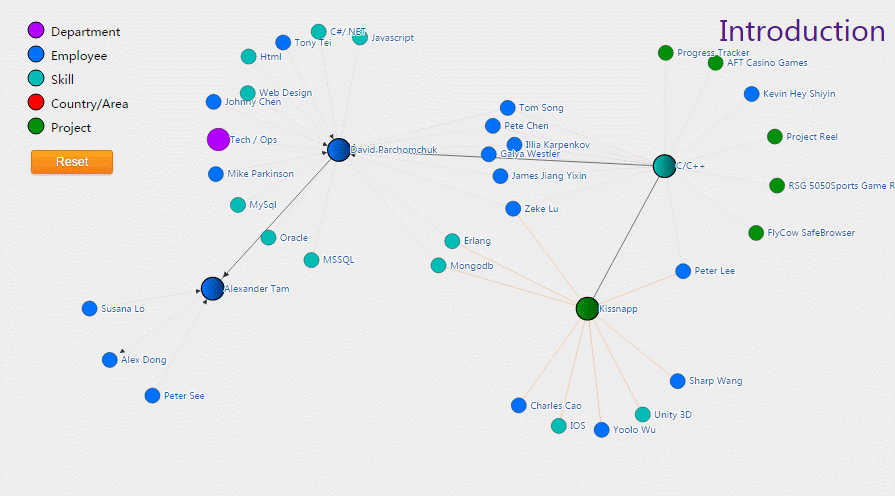 Introduction
Department
Employee
Skill
Country/Area
Project
Reset
C#/.NET
Javascript
Tony Tei
Html
Web Design
Johnny Chen
Tech / Ops
David Parchomchuk
Mike Parkinson
MySql
Oracle
MSSQL
Alexander Tam
Susana Lo
Alex Dong
Peter See
Tom Song
Pete Chen
Illia Karpenkov
Galya Westler
James Jiang Yixin
Zeke Lu
Erlang
Mongodb
Progress Tracker
AFT Casino Games
Kevin Hey Shiyin
Project Reel
C/C++
RSG 5050Sports Game R
FlyCow SafeBrowser
Peter Lee
Kissnapp
Sharp Wang
Charles Cao
Unity 3D
IOS
Yoolo Wu